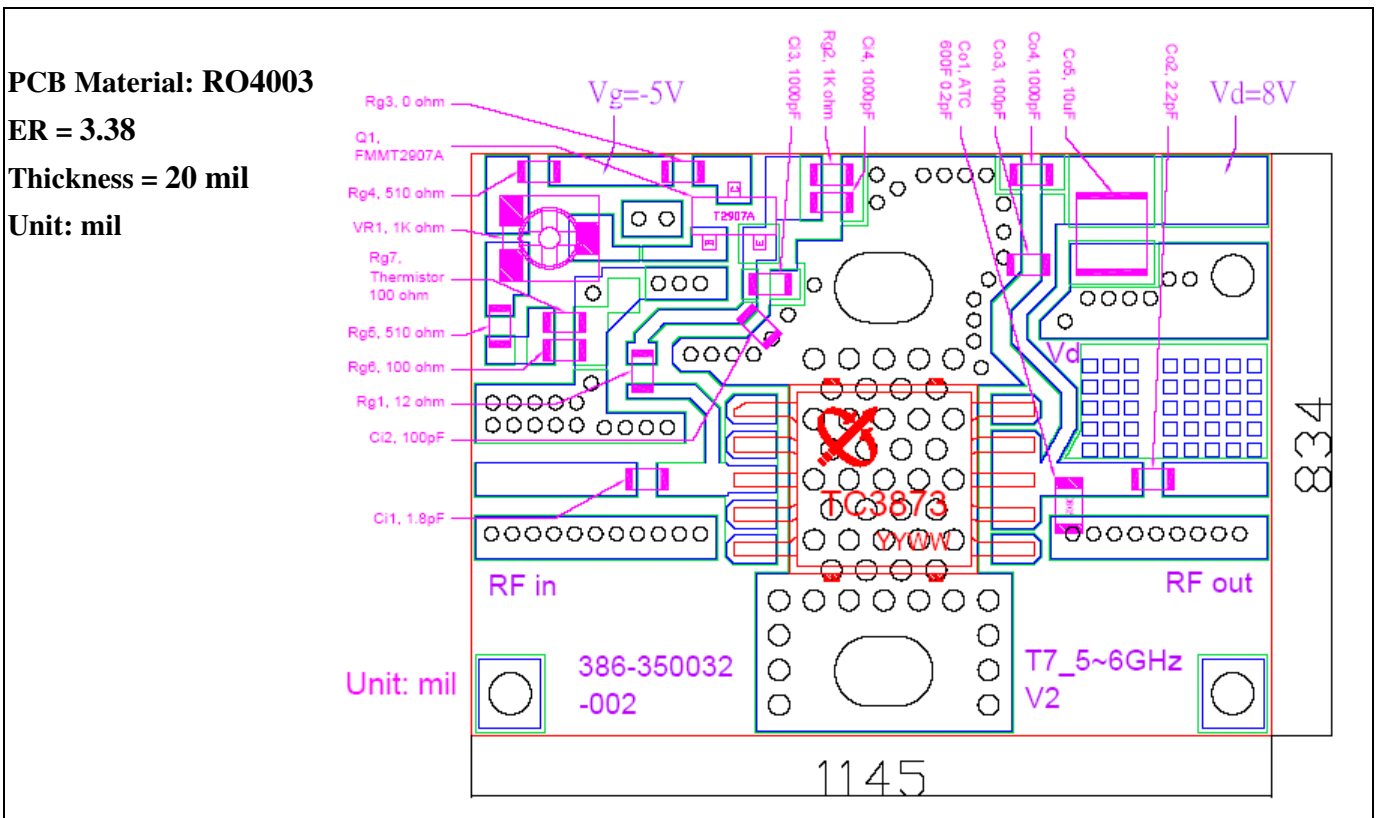 PCB Material: RO4003
ER = 3.38
Thickness = 20 mil
Unit: mil
Rg3, 0 ohm
Q1,
FMMT2907A
Rg4, 510 ohm
VR1, 1K ohm
Rg7,
Thermistor
100 ohm
Rg5, 510 ohm
Rg6, 100 ohm
Rg1, 12 ohm
Ci2, 100pF
Ci1, 1.8pF
Vg=-5V
Ci3, 1000pF
Rg2, 1K ohm
Ci4, 1000pF
Co1, ATC
600F 0.2pF
Co3, 100pF
Co4, 1000pF
Co5, 10uF
Co2, 2.2pF
Vd=8V
C
T2907A
B
E
Vd
TC3873
YYWW
RF in
RF out
Unit: mil
386-350032
-002
T7_5~6GHz
V2
834
1145